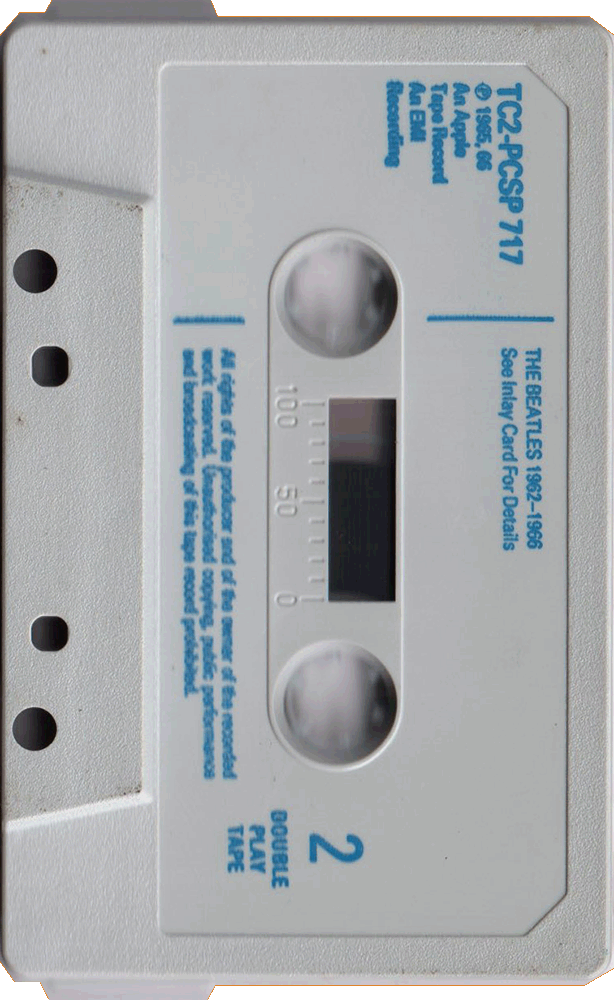 TC2-PCSP 717
℗ 1965, 66
An Apple
Tape Record
An EMI
Recording
THE BEATLES 1962–1966
See Inlay Card For Details
100
50
0
2
DOUBLE
PLAY
TAPE
All rights of the producer and of the owner of the recorded
work reserved. Unauthorised copying, public performance
and broadcasting of this tape record prohibited.